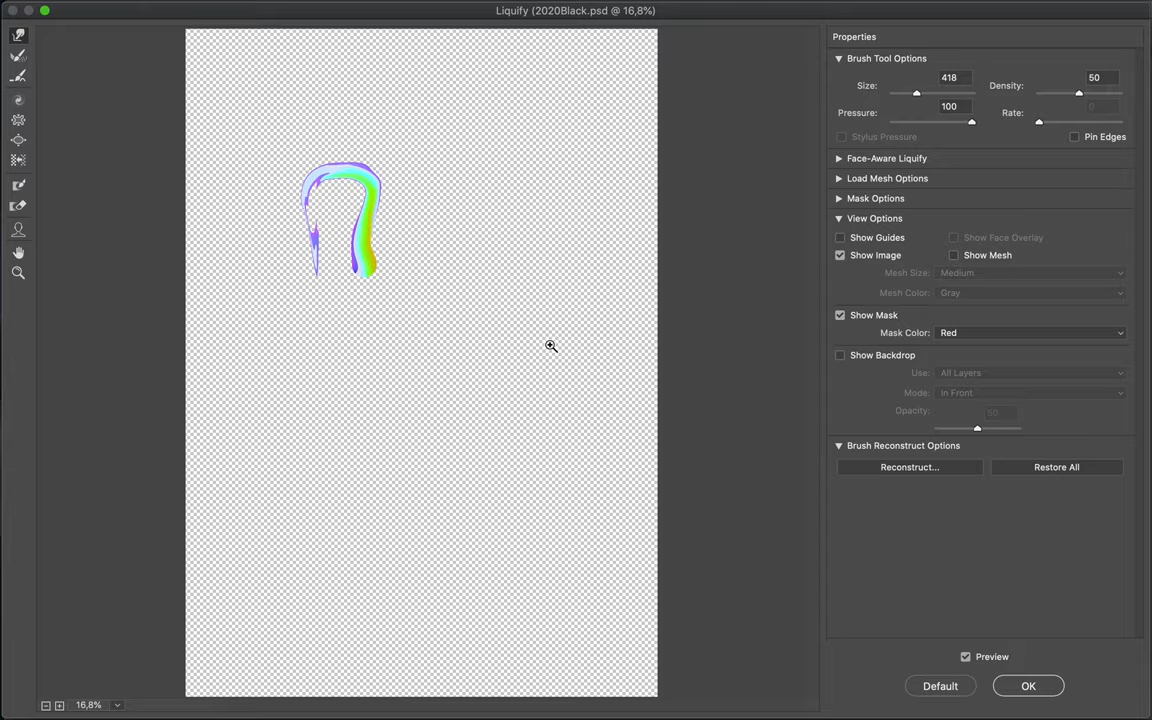 Liquify (2020Black.psd @ 16,8%)
Properties
Brush Tool Options
Size: 418 Density: 50
Pressure: 100 Rate: 0
Stylus Pressure Pin Edges
Face-Aware Liquify
Load Mesh Options
Mask Options
View Options
Show Guides Show Face Overlay
Show Image Show Mesh
Mesh Size: Medium
Mesh Color: Gray
Show Mask
Mask Color: Red
Show Backdrop
Use: All Layers
Mode: In Front
Opacity: 50
Brush Reconstruct Options
Reconstruct... Restore All
Preview
Default OK
16,8%